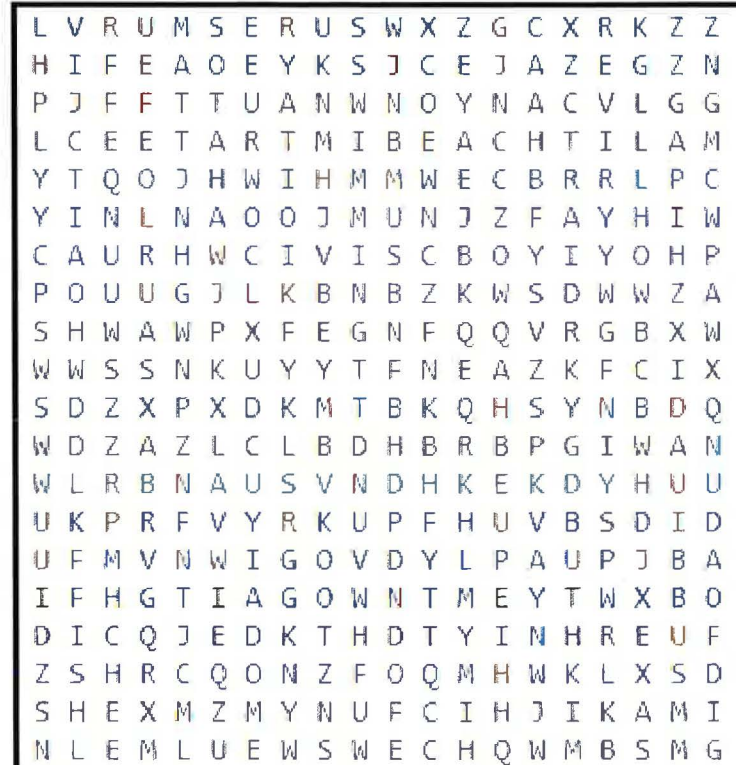 L V R U M S E R U S W X Z G C X R K Z Z
H I F E A O E Y K S J C E J A Z E G Z N
P J F F T T U A N W N O Y N A C V L G G
L C E E T A R T M I B E A C H T I L A M
Y T Q O J H W I H M M W E C B R R L P C
Y I N L N A O O J M U N J Z F A Y H I W
C A U R H W C I V I S C B O Y I Y O H P
P O U U G J L K B N B Z K W S D W W Z A
S H W A W P X F E G N F Q Q V R G B X W
W W S S N K U Y Y T F N E A Z K F C I X
S D Z X P X D K M T B K Q H S Y N B D Q
W D Z A Z L C L B D H B R B P G I W A N
W L R B N A U S V N D H K E K D Y H U U
U K P R F V Y R K U P F H U V B S D I D
U F M V N W I G O V D Y L P A U P J B A
I F H G T I A G O W N T M E Y T W X B O
D I C Q J E D K T H D T Y I N H R E U F
Z S H R C Q O N Z F O Q M H W K L X S D
S H E X M Z M Y N U F C I H J I K A M I
N L E M L U E W S W E C H Q W M B S M G